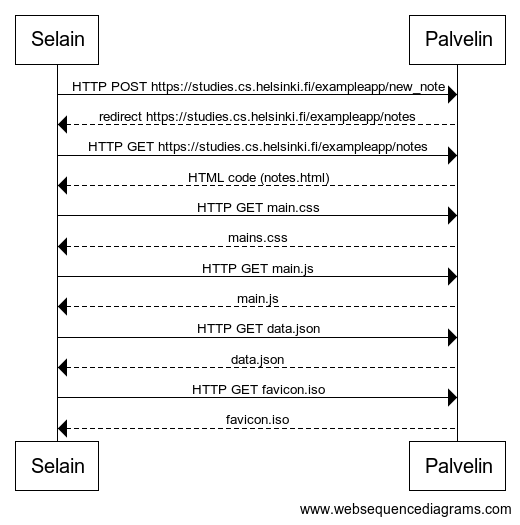 Selain
Palvelin
HTTP POST https://studies.cs.helsinki.fi/exampleapp/new_note
redirect https://studies.cs.helsinki.fi/exampleapp/notes
HTTP GET https://studies.cs.helsinki.fi/exampleapp/notes
HTML code (notes.html)
HTTP GET main.css
mains.css
HTTP GET main.js
main.js
HTTP GET data.json
data.json
HTTP GET favicon.iso
favicon.iso
Selain
Palvelin
www.websequencediagrams.com